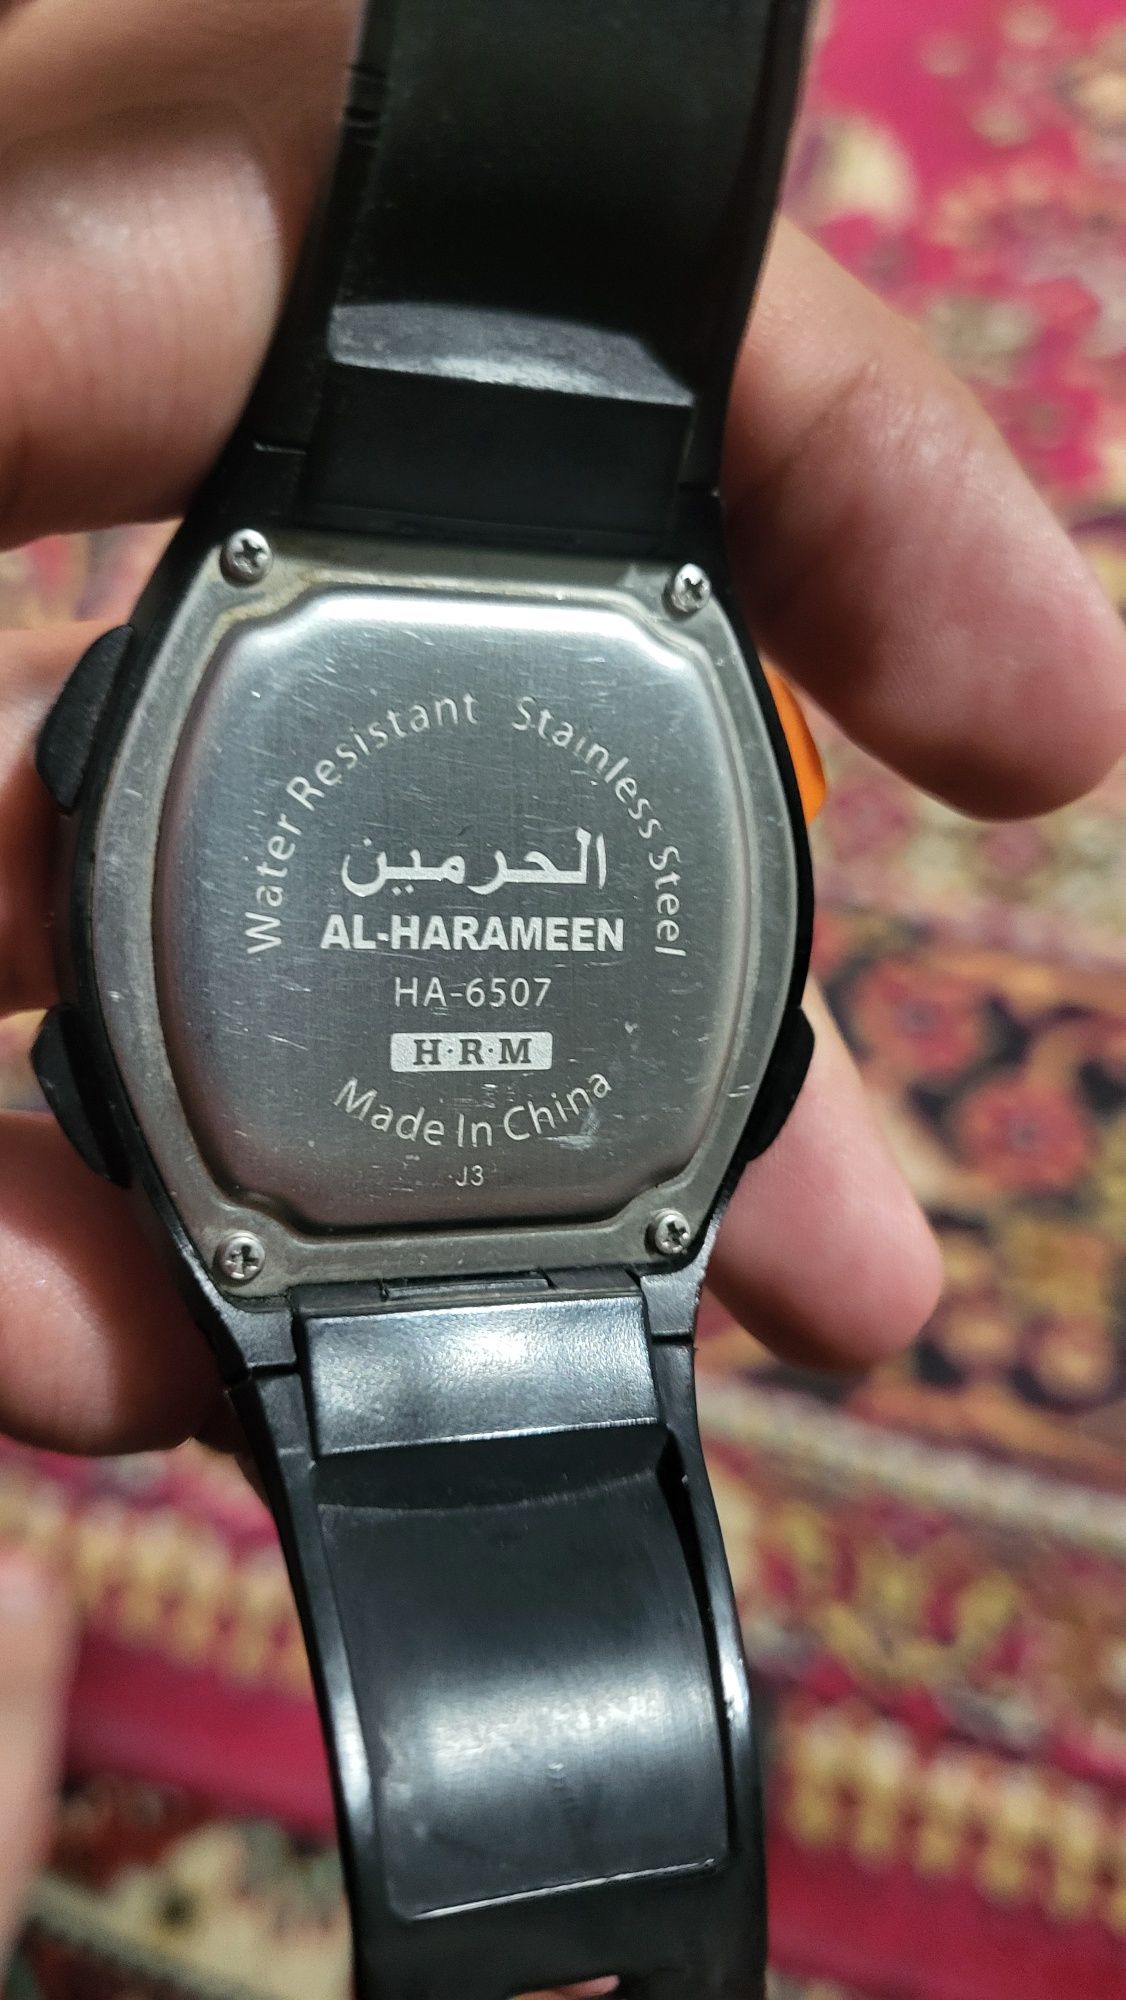 Water Resistant Stainless Steel
الحرمين
AL-HARAMEEN
HA-6507
H·R·M
Made In China
J3